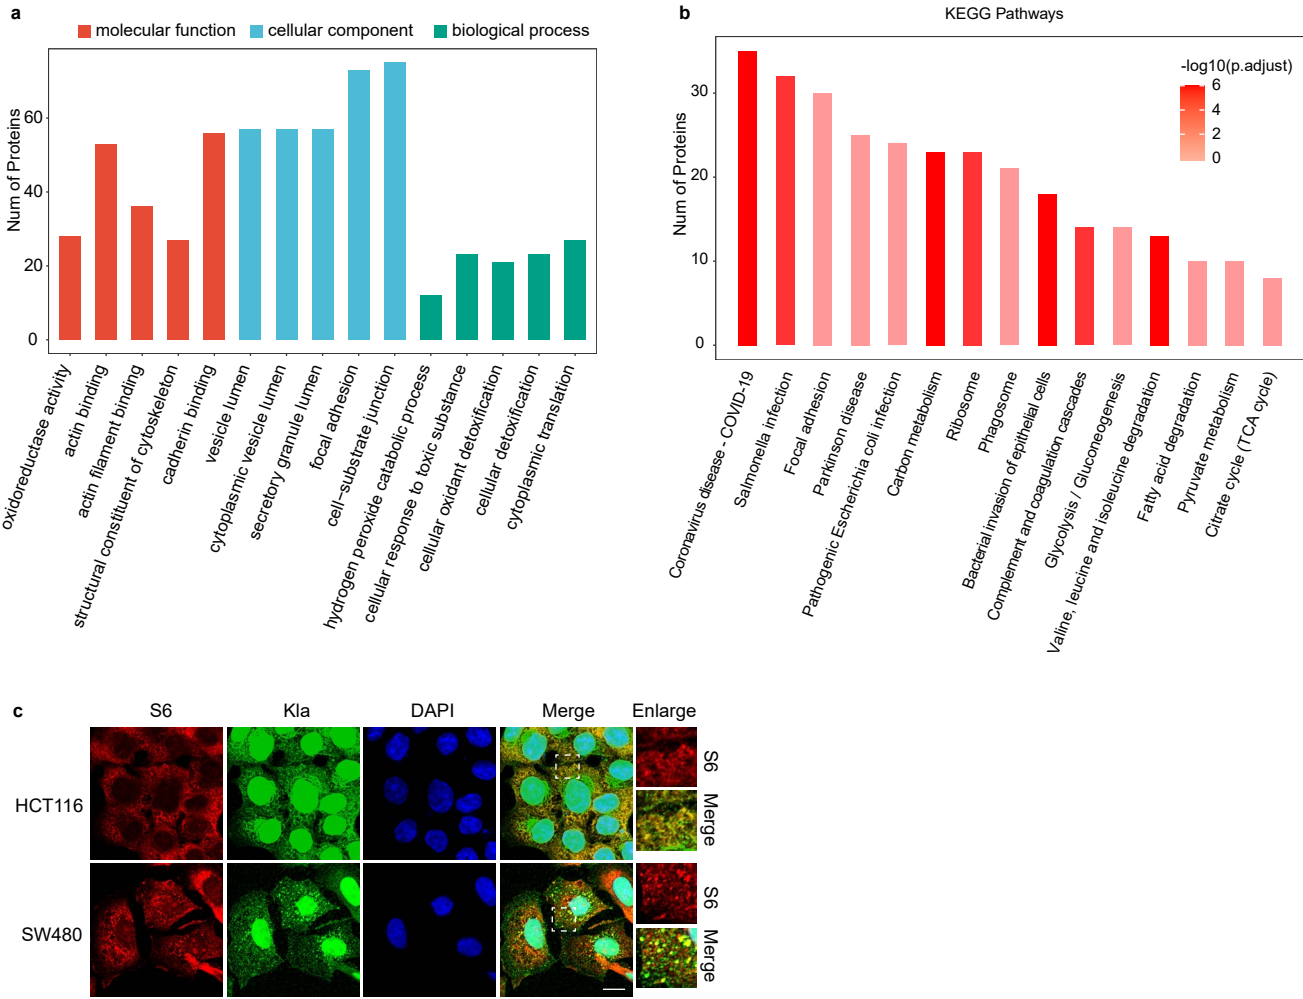 a
molecular function
cellular component
biological process
Num of Proteins
60
40
20
0
oxidoreductase activity
actin binding
actin filament binding
structural constituent of cytoskeleton
cadherin binding
vesicle lumen
cytoplasmic vesicle lumen
secretory granule lumen
focal adhesion
cell−substrate junction
hydrogen peroxide catabolic process
cellular response to toxic substance
cellular oxidant detoxification
cellular detoxification
cytoplasmic translation
b
KEGG Pathways
Num of Proteins
30
20
10
0
-log10(p.adjust)
6
4
2
0
Coronavirus disease - COVID-19
Salmonella infection
Focal adhesion
Parkinson disease
Pathogenic Escherichia coli infection
Carbon metabolism
Ribosome
Phagosome
Bacterial invasion of epithelial cells
Complement and coagulation cascades
Glycolysis / Gluconeogenesis
Valine, leucine and isoleucine degradation
Fatty acid degradation
Pyruvate metabolism
Citrate cycle (TCA cycle)
c
S6
Kla
DAPI
Merge
Enlarge
HCT116
S6
Merge
SW480
S6
Merge